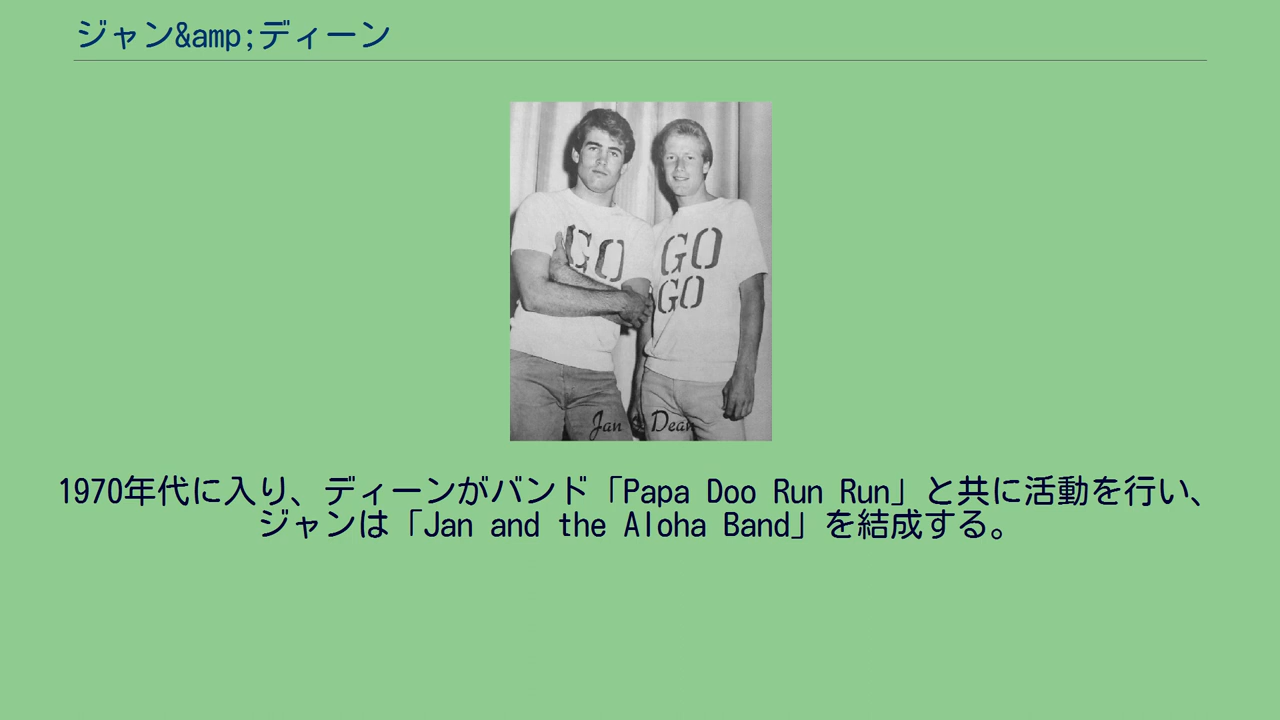 ジャン&amp;ディーン
GO
GO
GO
Jan & Dean
1970年代に入り、ディーンがバンド「Papa Doo Run Run」と共に活動を行い、
ジャンは「Jan and the Aloha Band」を結成する。